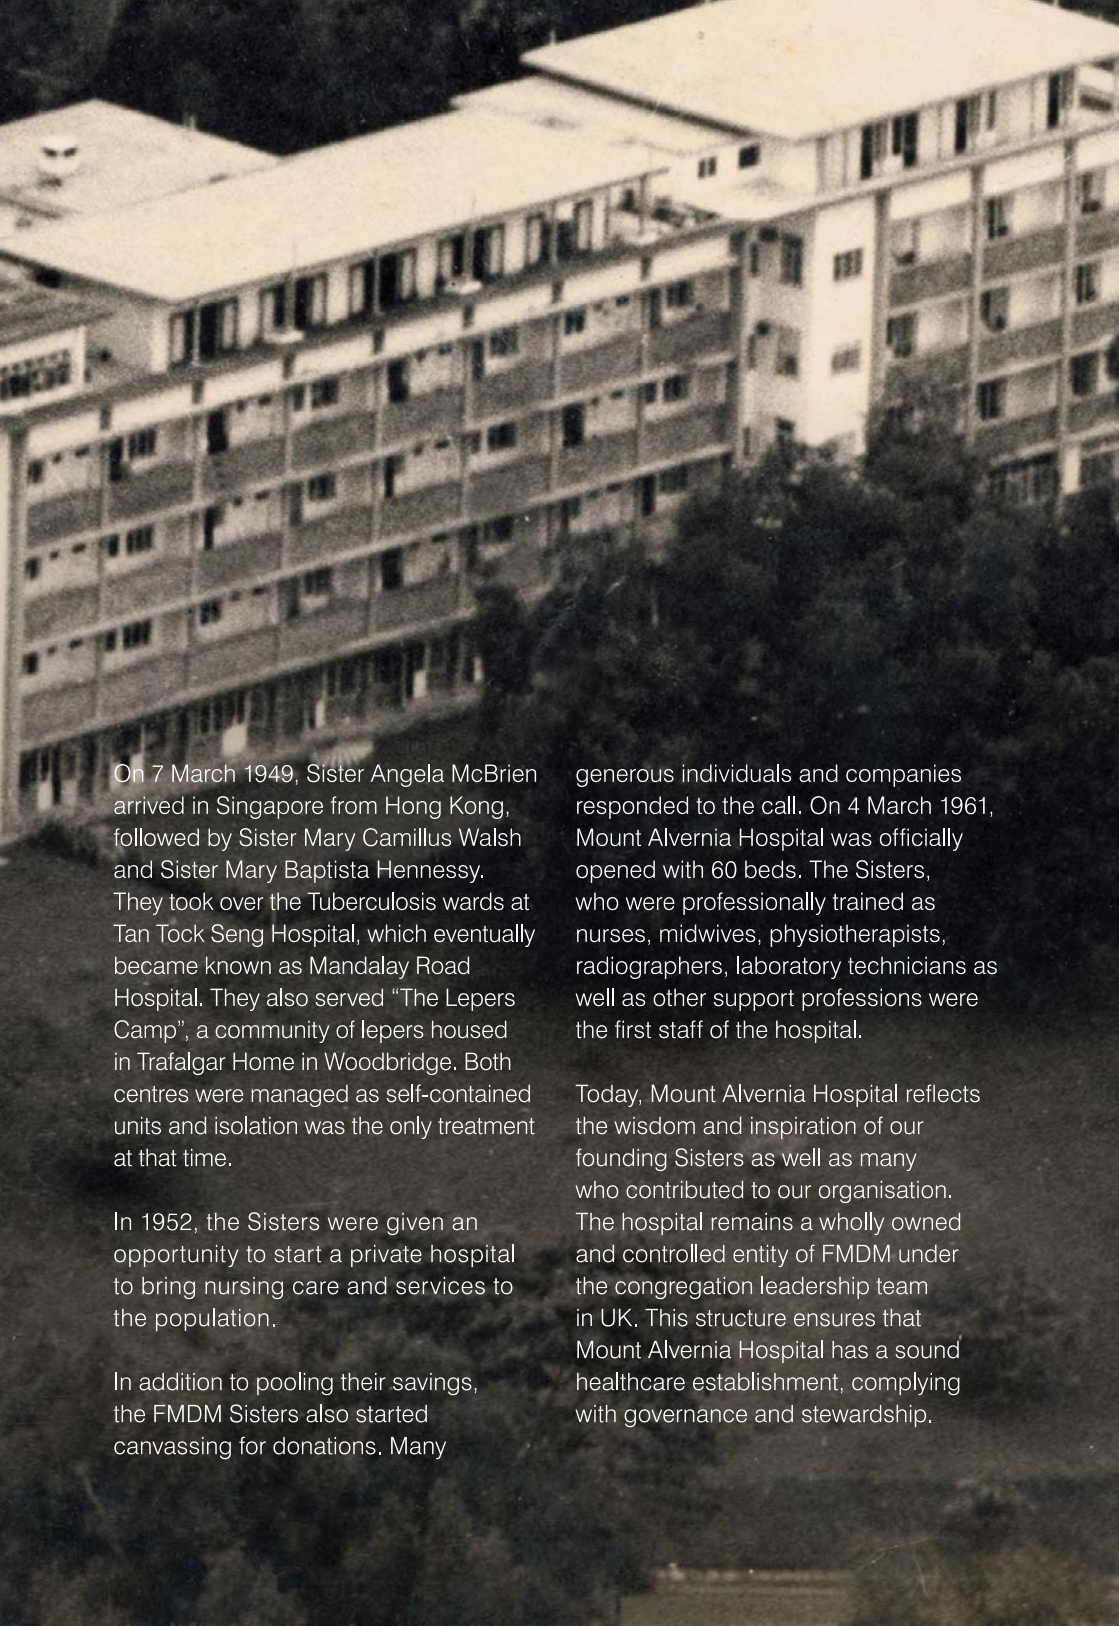 On 7 March 1949, Sister Angela McBrien
arrived in Singapore from Hong Kong,
followed by Sister Mary Camillus Walsh
and Sister Mary Baptista Hennessy.
They took over the Tuberculosis wards at
Tan Tock Seng Hospital, which eventually
became known as Mandalay Road
Hospital. They also served “The Lepers
Camp”, a community of lepers housed
in Trafalgar Home in Woodbridge. Both
centres were managed as self-contained
units and isolation was the only treatment
at that time.
In 1952, the Sisters were given an
opportunity to start a private hospital
to bring nursing care and services to
the population.
In addition to pooling their savings,
the FMDM Sisters also started
canvassing for donations. Many
generous individuals and companies
responded to the call. On 4 March 1961,
Mount Alvernia Hospital was officially
opened with 60 beds. The Sisters,
who were professionally trained as
nurses, midwives, physiotherapists,
radiographers, laboratory technicians as
well as other support professions were
the first staff of the hospital.
Today, Mount Alvernia Hospital reflects
the wisdom and inspiration of our
founding Sisters as well as many
who contributed to our organisation.
The hospital remains a wholly owned
and controlled entity of FMDM under
the congregation leadership team
in UK. This structure ensures that
Mount Alvernia Hospital has a sound
healthcare establishment, complying
with governance and stewardship.